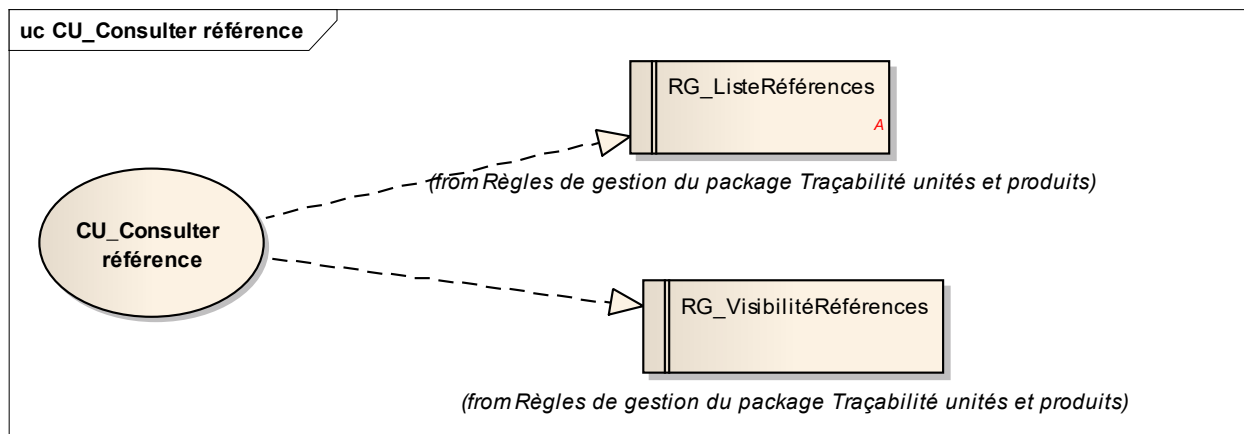 uc CU_Consulter référence
RG_ListeRéférences
A
(from Règles de gestion du package Traçabilité unités et produits)
CU_Consulter
référence
RG_VisibilitéRéférences
(from Règles de gestion du package Traçabilité unités et produits)